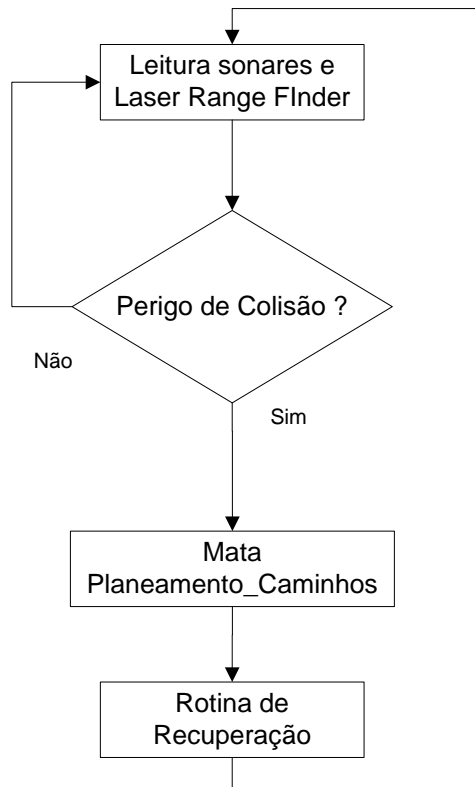 Leitura sonares e
Laser Range FInder
Perigo de Colisão ?
Não
Sim
Mata
Planeamento_Caminhos
Rotina de
Recuperação